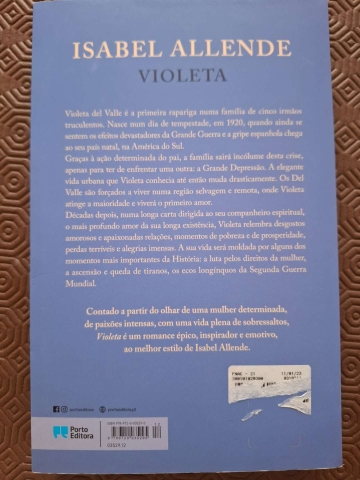 ISABEL ALLENDE
VIOLETA
Violeta del Valle é a primeira rapariga numa família de cinco irmãos
truculentos. Nasce num dia de tempestade, em 1920, quando ainda se
sentem os efeitos devastadores da Grande Guerra e a gripe espanhola chega
ao seu país natal, na América do Sul.
Graças à ação determinada do pai, a família sairá incólume desta crise,
apenas para ter de enfrentar uma outra: a Grande Depressão. A elegante
vida urbana que Violeta conhecia até então muda drasticamente. Os Del
Valle são forçados a viver numa região selvagem e remota, onde Violeta
atinge a maioridade e viverá o primeiro amor.
Décadas depois, numa longa carta dirigida ao seu companheiro espiritual,
o mais profundo amor da sua longa existência, Violeta relembra desgostos
amorosos e apaixonadas relações, momentos de pobreza e de prosperidade,
perdas terríveis e alegrias imensas. A sua vida será moldada por alguns dos
momentos mais importantes da História: a luta pelos direitos da mulher,
a ascensão e queda de tiranos, os ecos longínquos da Segunda Guerra
Mundial.
Contado a partir do olhar de uma mulher determinada,
de paixões intensas, com uma vida plena de sobressaltos,
Violeta é um romance épico, inspirador e emotivo,
ao melhor estilo de Isabel Allende.
Porto
Editora